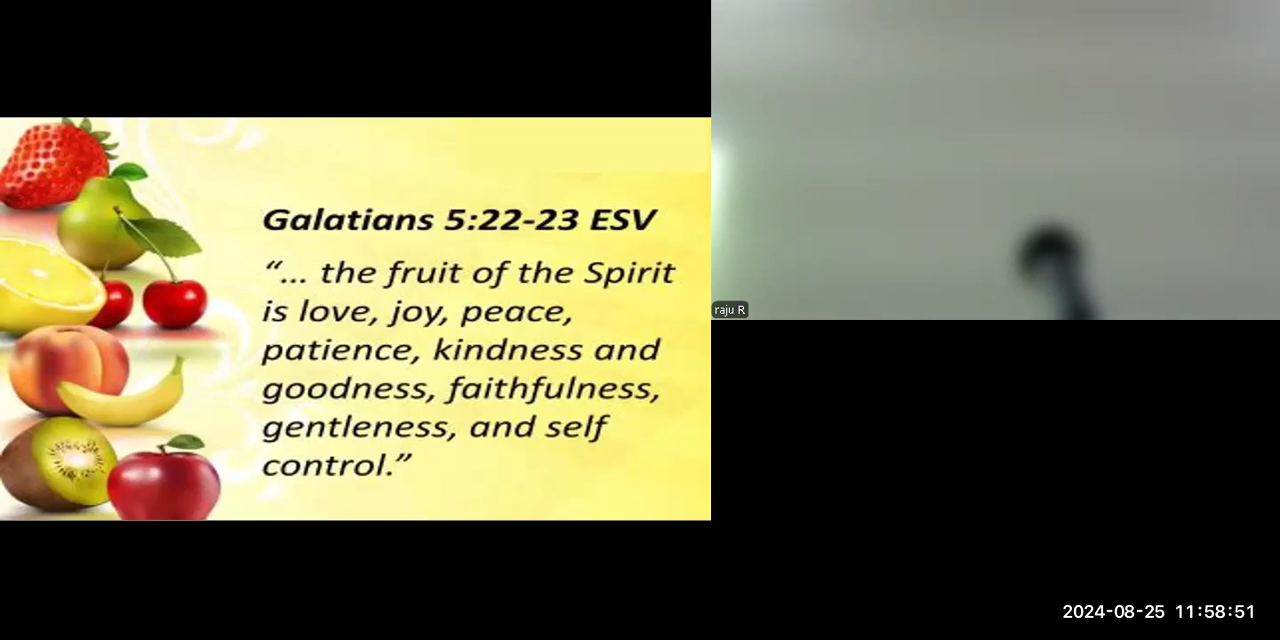 Galatians 5:22-23 ESV
“... the fruit of the Spirit
is love, joy, peace,
patience, kindness and
goodness, faithfulness,
gentleness, and self
control.”
raju R
2024-08-25 11:58:51